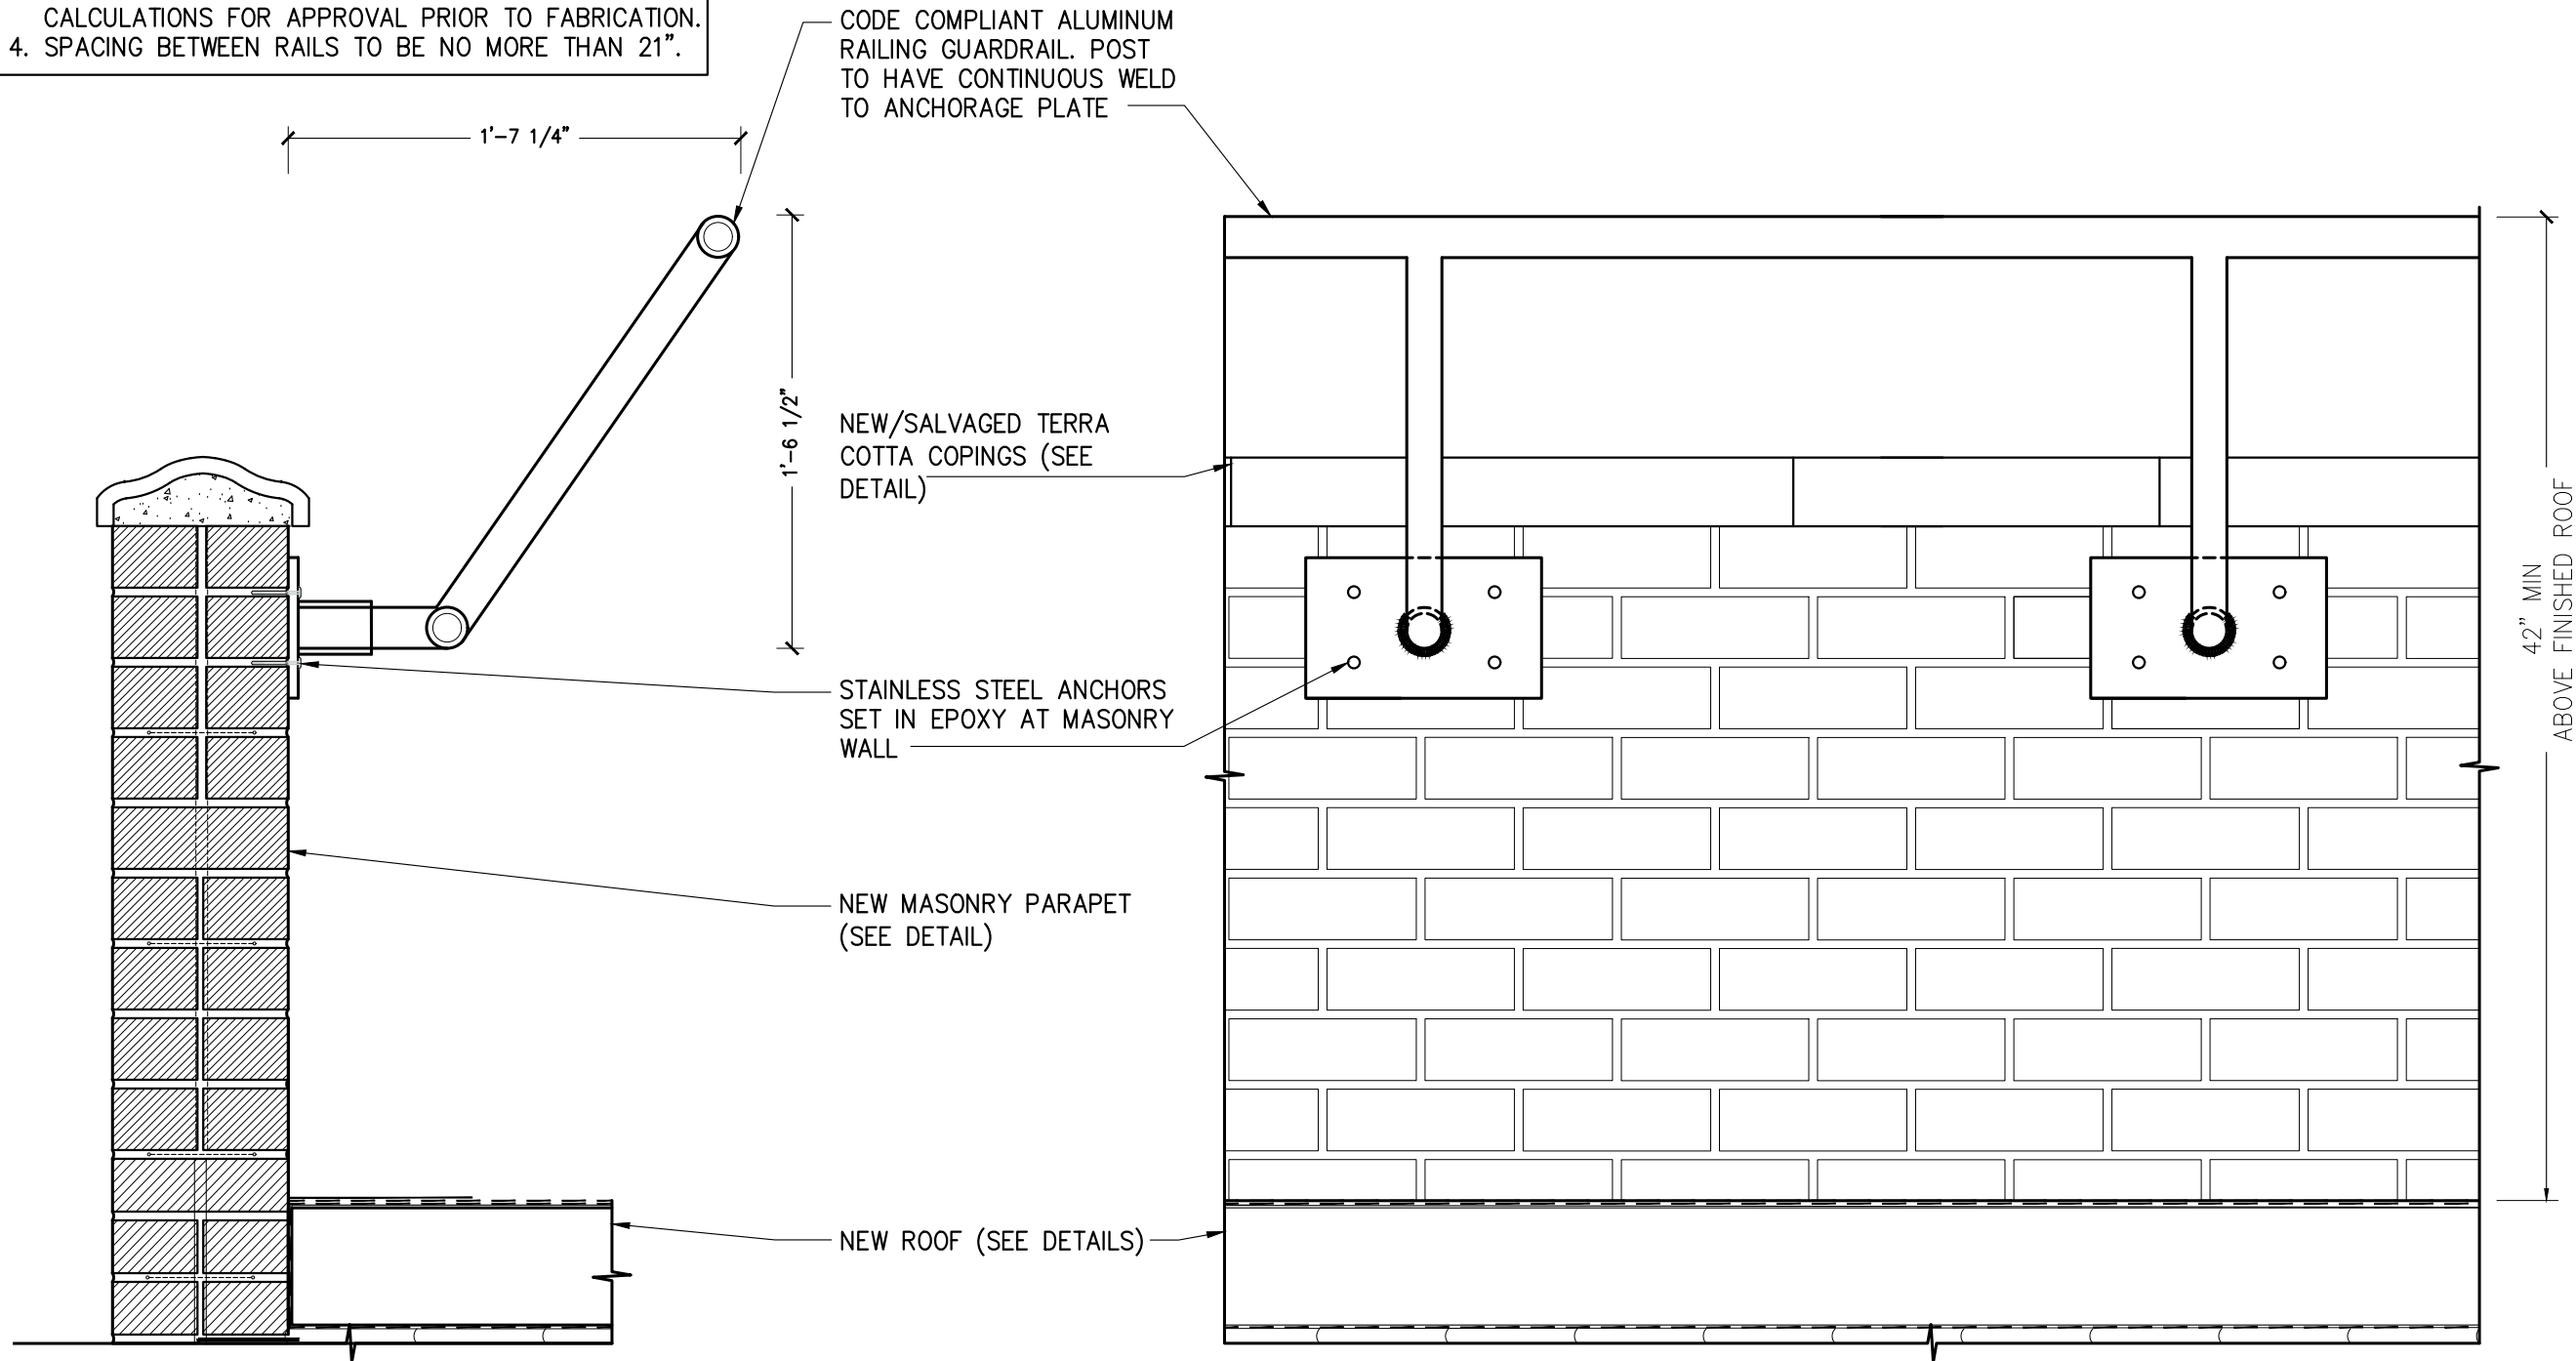 CALCULATIONS FOR APPROVAL PRIOR TO FABRICATION.
4. SPACING BETWEEN RAILS TO BE NO MORE THAN 21".
CODE COMPLIANT ALUMINUM
RAILING GUARDRAIL. POST
TO HAVE CONTINUOUS WELD
TO ANCHORAGE PLATE
1'-7 1/4"
1'-6 1/2"
NEW/SALVAGED TERRA
COTTA COPINGS (SEE
DETAIL)
STAINLESS STEEL ANCHORS
SET IN EPOXY AT MASONRY
WALL
NEW MASONRY PARAPET
(SEE DETAIL)
NEW ROOF (SEE DETAILS)
42" MIN
ABOVE FINISHED ROOF